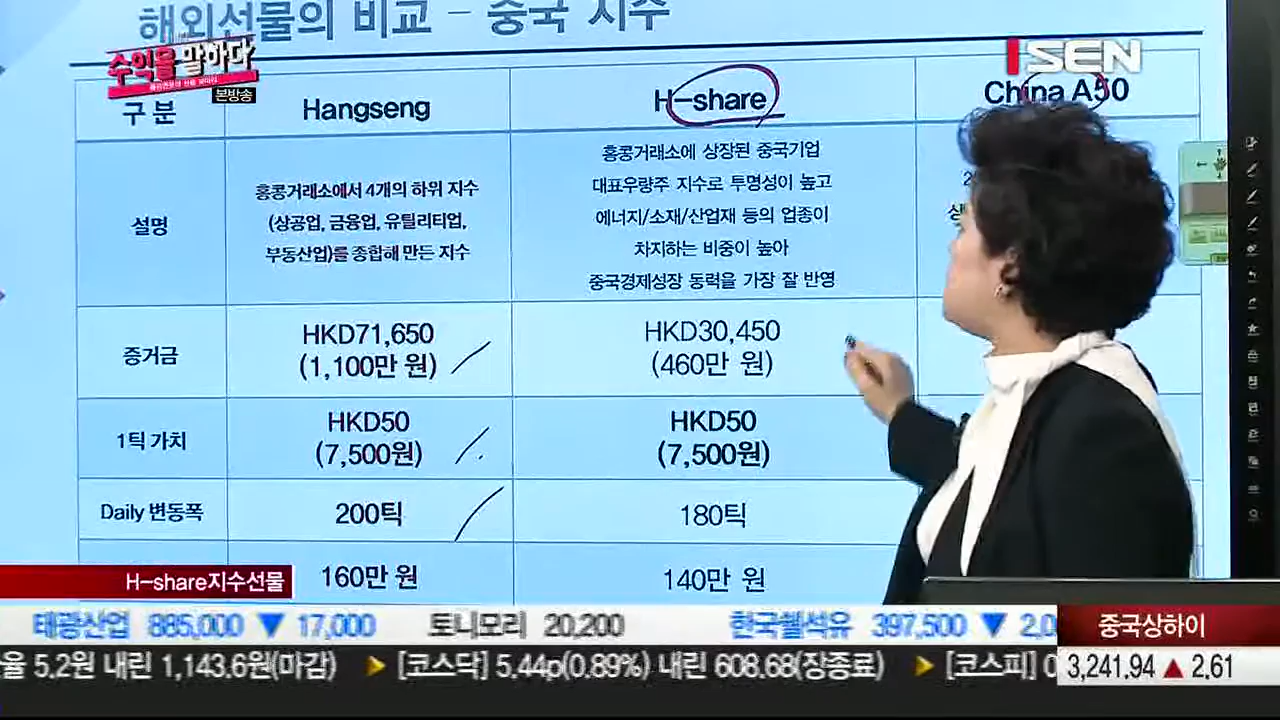 해외선물의 비교 - 중국 지수
수익을 말하다
본방송
SEN
구 분
Hangseng
H-share
China A50
설명
홍콩거래소에서 4개의 하위 지수
(상공업, 금융업, 유틸리티업,
부동산업)를 종합해 만든 지수
홍콩거래소에 상장된 중국기업
대표우량주 지수로 투명성이 높고
에너지/소재/산업재 등의 업종이
차지하는 비중이 높아
중국경제성장 동력을 가장 잘 반영
증거금
HKD71,650
(1,100만 원)
HKD30,450
(460만 원)
1틱 가치
HKD50
(7,500원)
HKD50
(7,500원)
Daily 변동폭
200틱
180틱
160만 원
140만 원
H-share지수선물
태광산업 885,000 ▼ 17,000 토니모리 20,200 한국쉘석유 397,500 ▼ 2,0
중국상하이
율 5.2원 내린 1,143.6원(마감) ▶ [코스닥] 5.44p(0.89%) 내린 608.68(장종료) ▶ [코스피] 0
3,241.94 ▲ 2.61